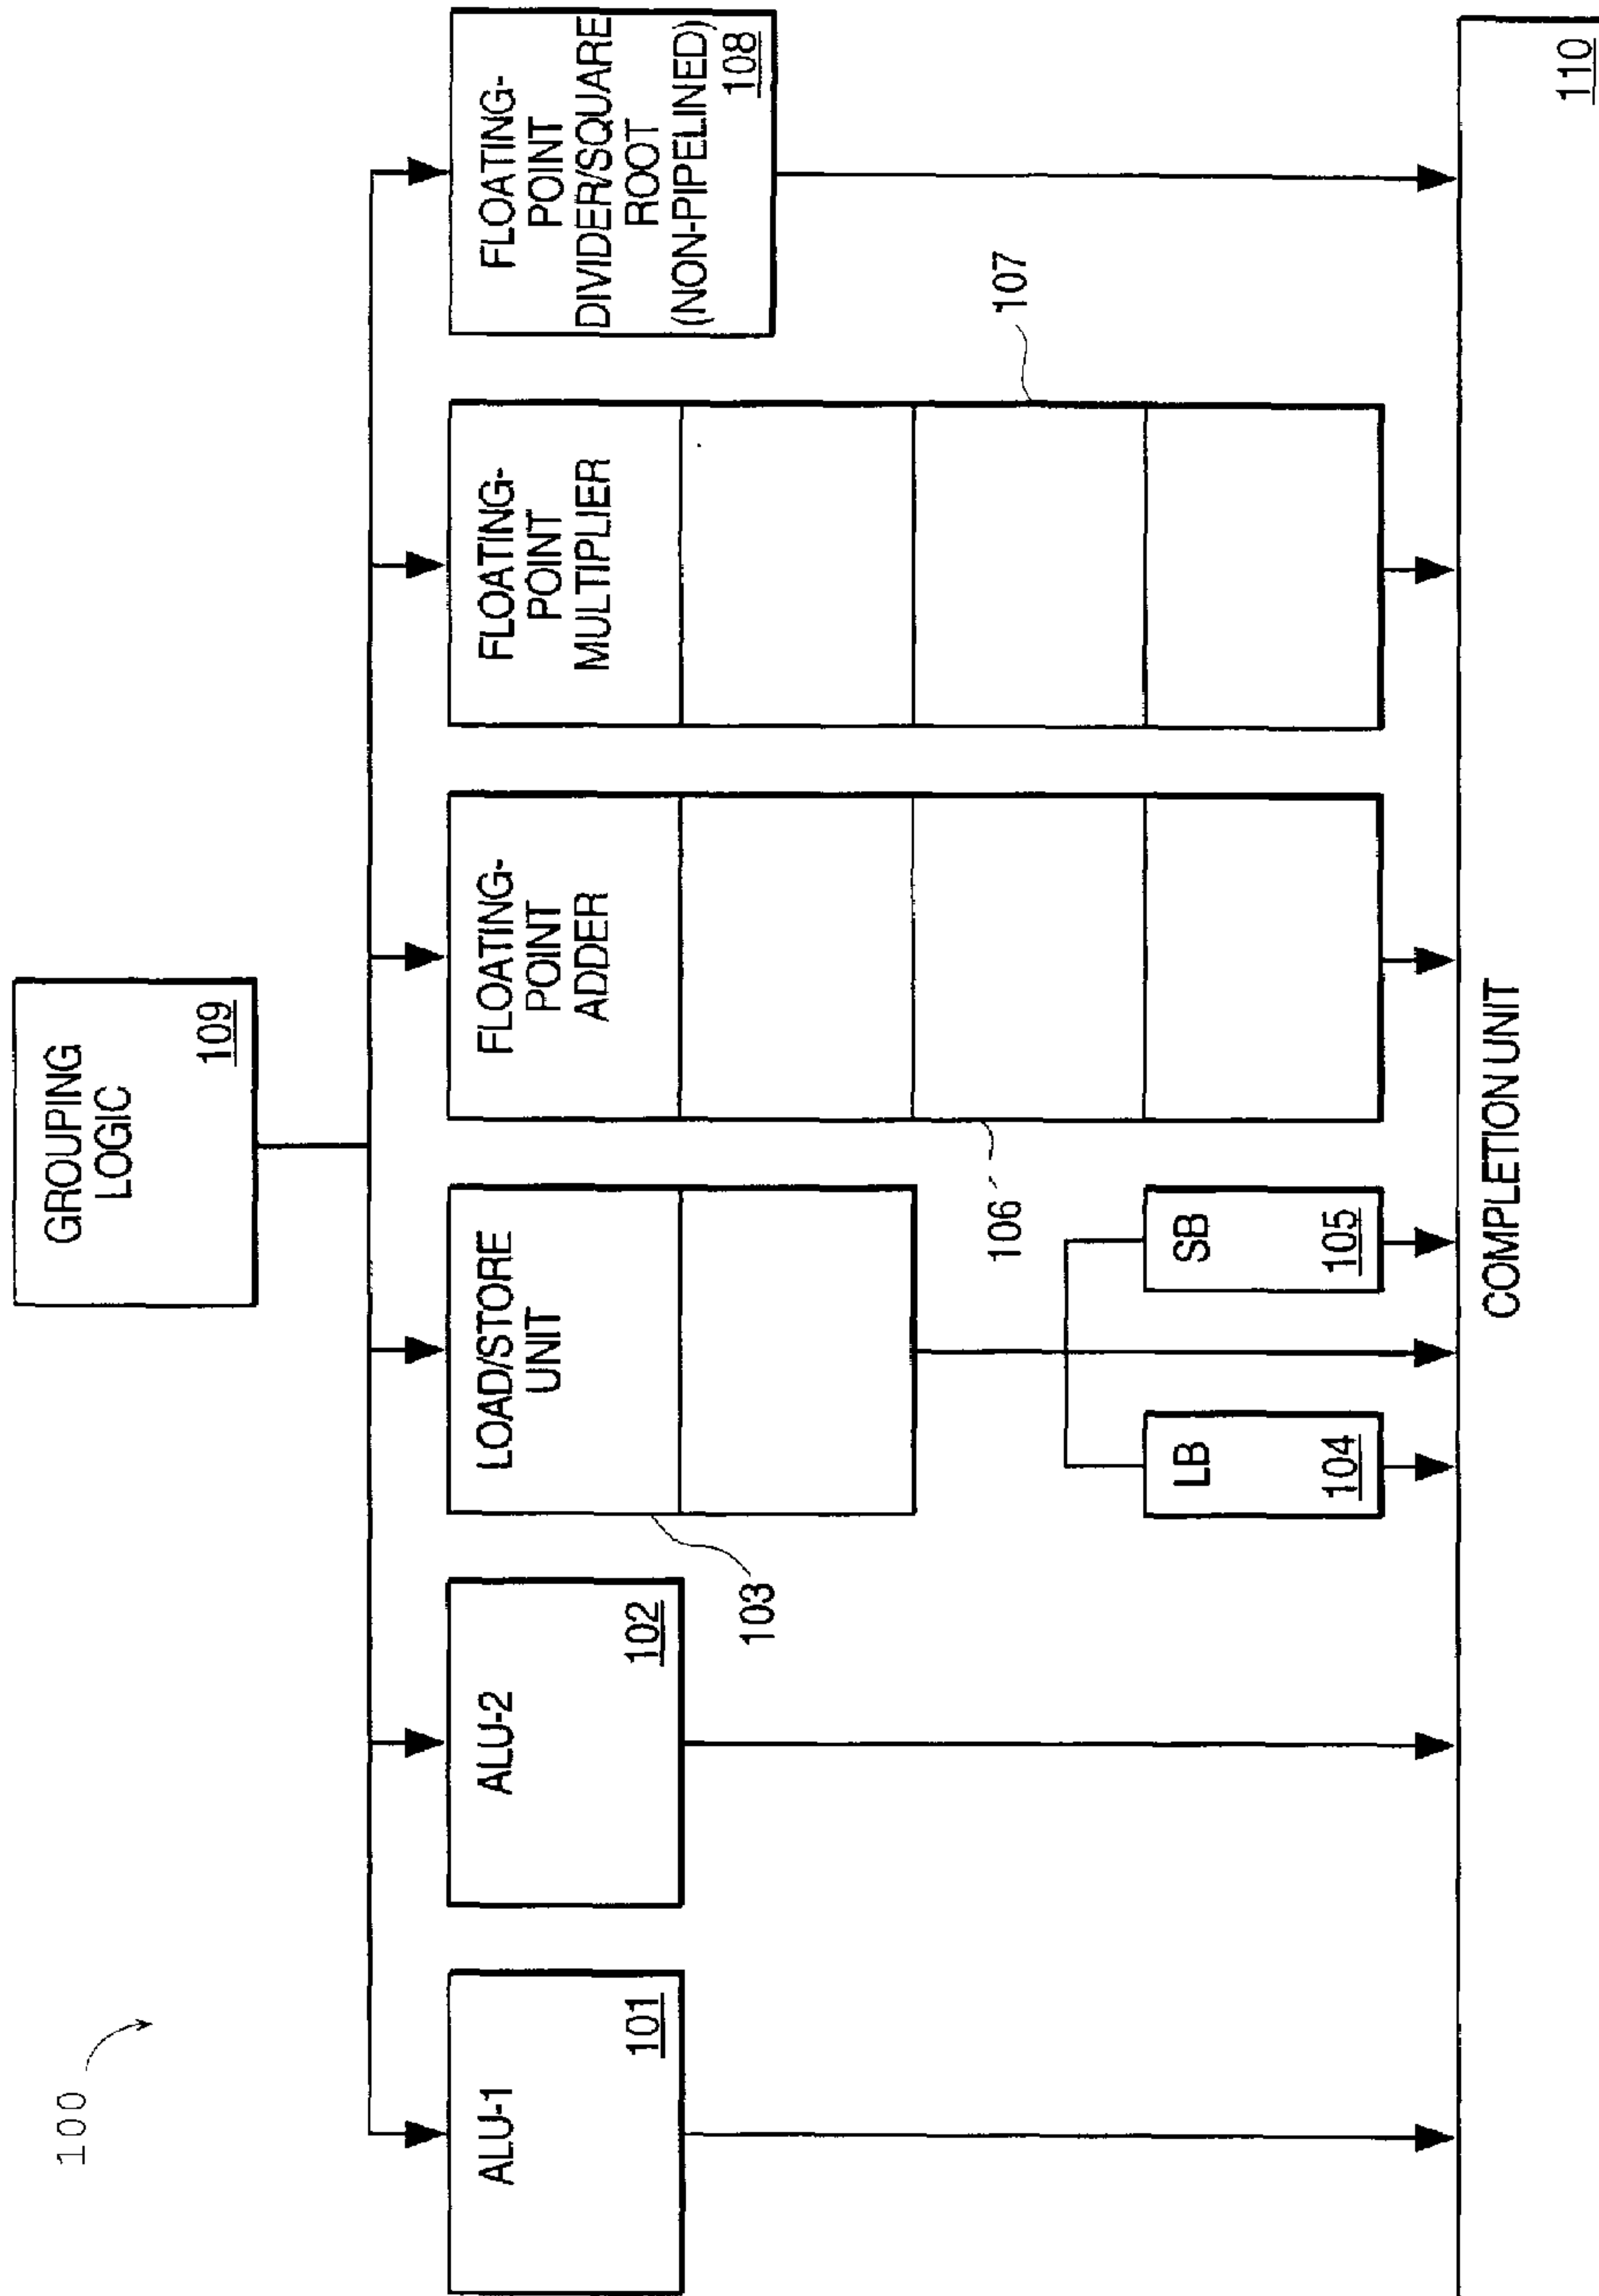 100
GROUPING
LOGIC
109
ALU-1
101
ALU-2
102
LOAD/STORE
UNIT
103
LB
104
SB
105
FLOATING-
POINT
ADDER
106
FLOATING-
POINT
MULTIPLIER
107
FLOATING-
POINT
DIVIDER/SQUARE
ROOT
(NON-PIPELINED)
108
COMPLETION UNIT
110